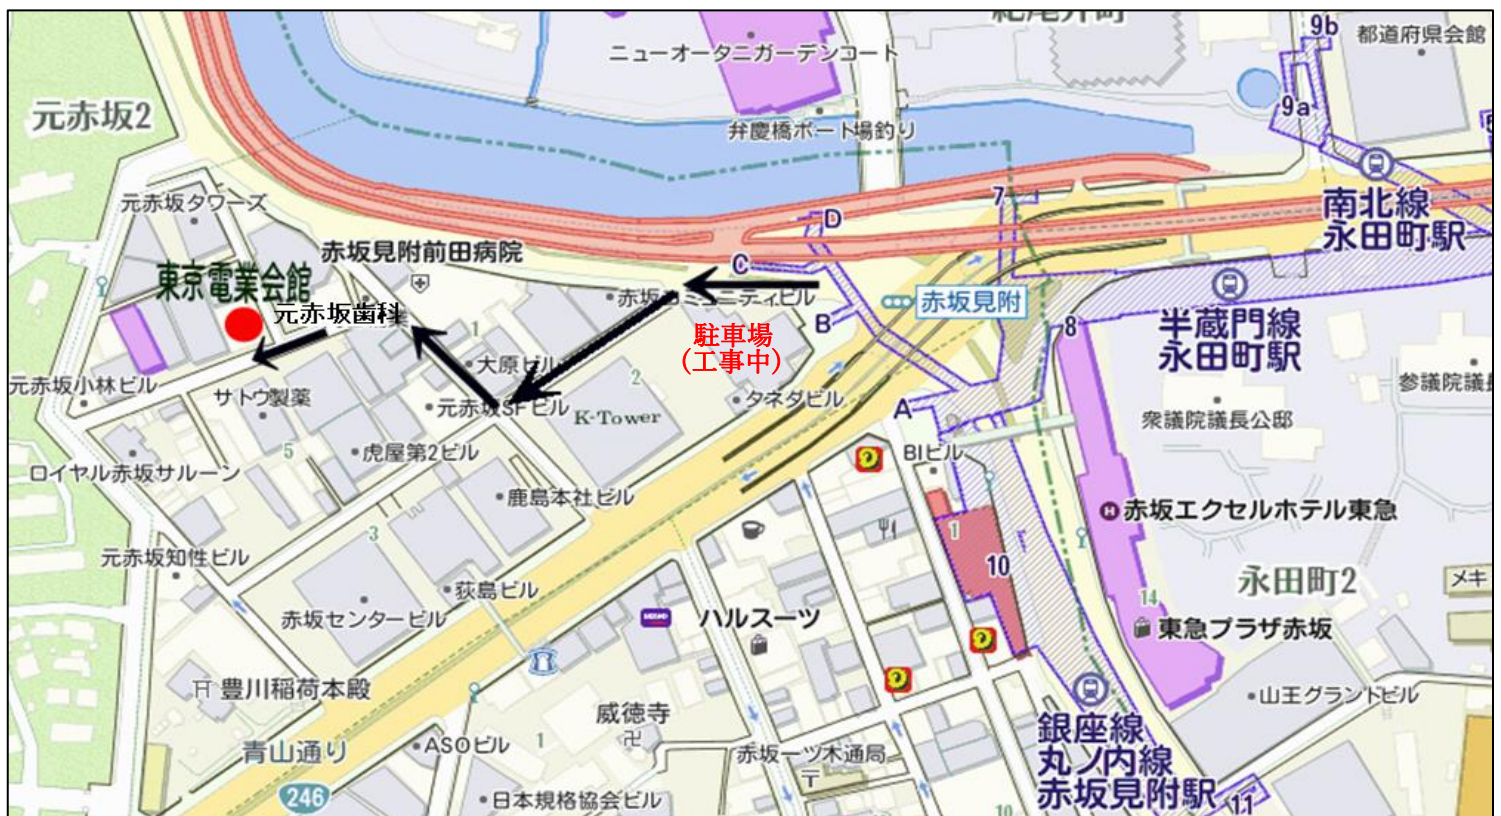 紀尾井町
9b
都道府県会館
ニューオータニガーデンコート
元赤坂2
9a
弁慶橋ボート場釣り
元赤坂タワーズ
7
南北線
永田町駅
D
赤坂見附前田病院
C
東京電業会館
赤坂コミュニティビル
赤坂見附
元赤坂歯科
B
半蔵門線
永田町駅
8
1
駐車場
(工事中)
大原ビル
2
元赤坂小林ビル
サトウ製薬
元赤坂SFビル
K-Tower
タネダビル
A
衆議院議長公邸
参議院議長
5
虎屋第2ビル
BIビル
ロイヤル赤坂サルーン
鹿島本社ビル
赤坂エクセルホテル東急
3
1
元赤坂知性ビル
10
永田町2
メキ
荻島ビル
14
赤坂センタービル
ハルスーツ
東急プラザ赤坂
豊川稲荷本殿
威徳寺
山王グランドビル
銀座線
丸ノ内線
赤坂見附駅
青山通り
ASOビル
1
赤坂一ツ木通局
246
日本規格協会ビル
10
11